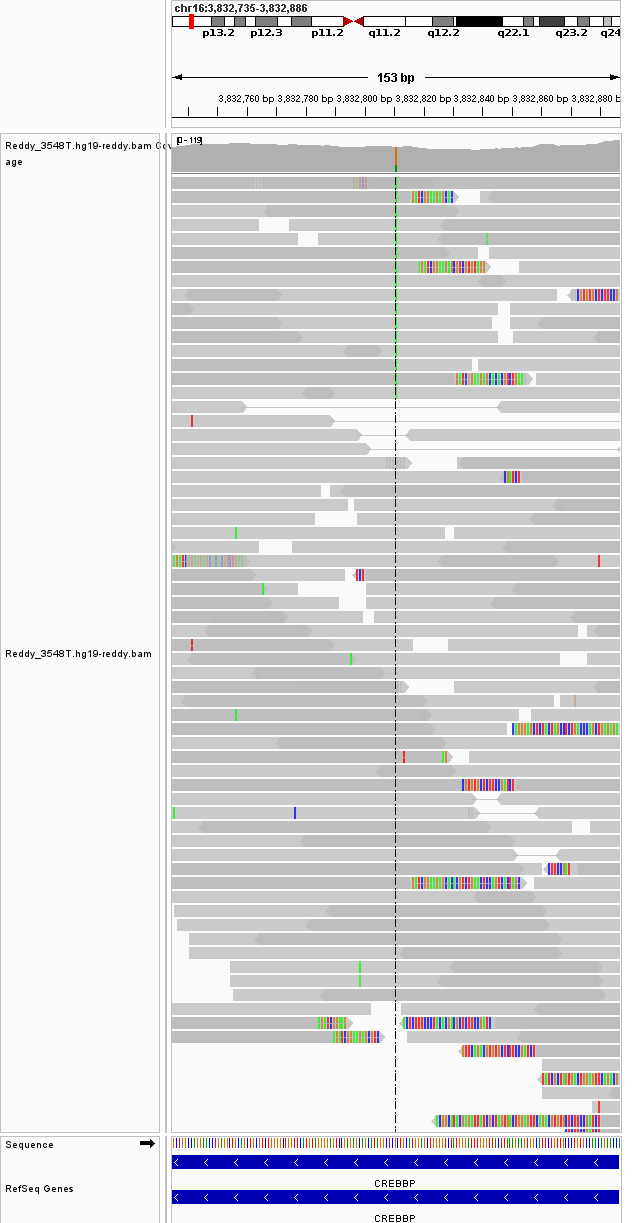 chr16:3,832,735-3,832,886
p13.2 p12.3 p11.2 q11.2 q12.2 q22.1 q23.2 q24
153 bp
3,832,760 bp 3,832,780 bp 3,832,800 bp 3,832,820 bp 3,832,840 bp 3,832,860 bp 3,832,880 b
[0 - 119]
Reddy_3548T.hg19-reddy.bam Cov
age
Reddy_3548T.hg19-reddy.bam
Sequence
CREBBP
RefSeq Genes
CREBBP